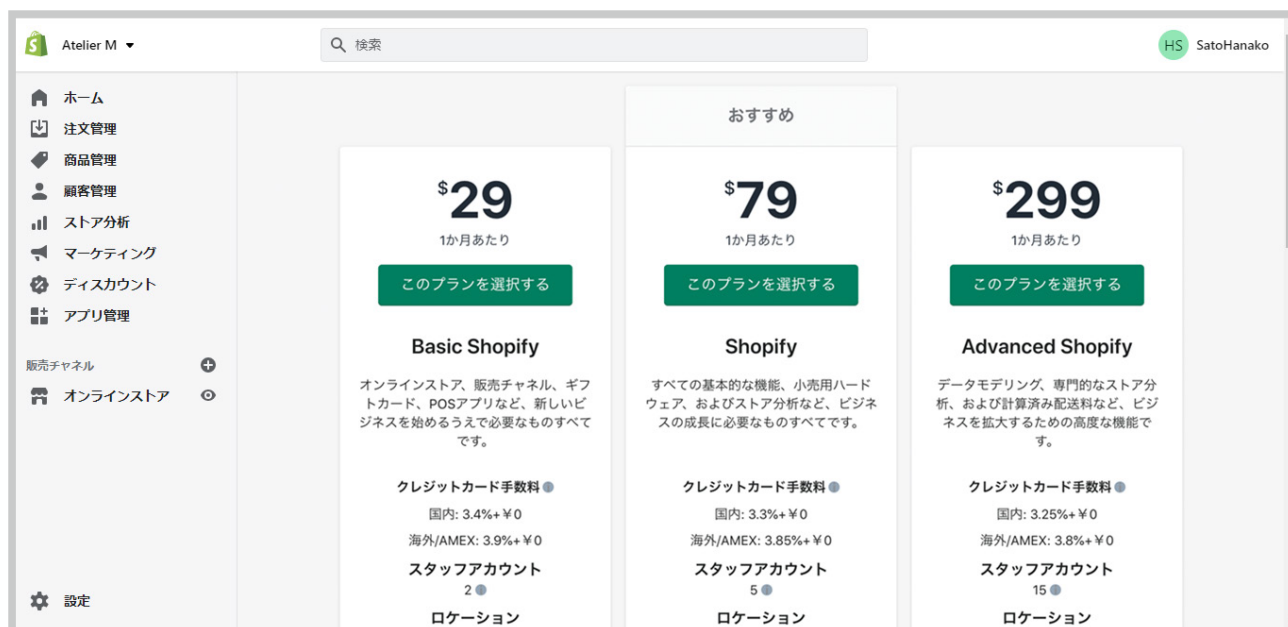 Atelier M
検索
HS SatoHanako
ホーム
注文管理
商品管理
顧客管理
ストア分析
マーケティング
ディスカウント
アプリ管理
販売チャネル
オンラインストア
設定
$29
1か月あたり
このプランを選択する
Basic Shopify
オンラインストア、販売チャネル、ギフ
トカード、POSアプリなど、新しいビ
ジネスを始めるうえで必要なものすべて
です。
クレジットカード手数料
国内: 3.4%+¥0
海外/AMEX: 3.9%+¥0
スタッフアカウント
2
ロケーション
おすすめ
$79
1か月あたり
このプランを選択する
Shopify
すべての基本的な機能、小売用ハード
ウェア、およびストア分析など、ビジネ
スの成長に必要なものすべてです。
クレジットカード手数料
国内: 3.3%+¥0
海外/AMEX: 3.85%+¥0
スタッフアカウント
5
ロケーション
$299
1か月あたり
このプランを選択する
Advanced Shopify
データモデリング、専門的なストア分
析、および計算済み配送料など、ビジ
ネスを拡大するための高度な機能で
す。
クレジットカード手数料
国内: 3.25%+¥0
海外/AMEX: 3.8%+¥0
スタッフアカウント
15
ロケーション